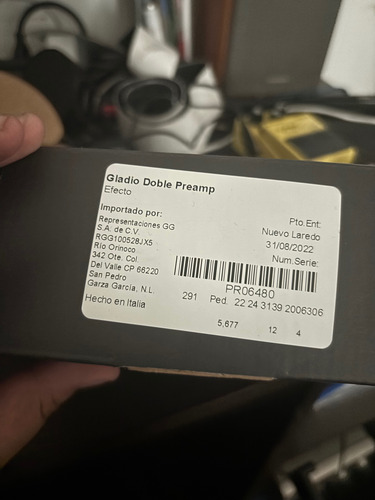 Gladio Doble Preamp
Efecto
Importado por:
Representaciones GG
S.A. de C.V.
RGG100528JX5
Río Orinoco
342 Ote. Col.
Del Valle CP 66220
San Pedro
Garza García, N.L.
Hecho en Italia
Pto.Ent:
Nuevo Laredo
31/08/2022
Num.Serie:
PR06480
291 Ped. 22 24 3139 2006306
5,677 12 4